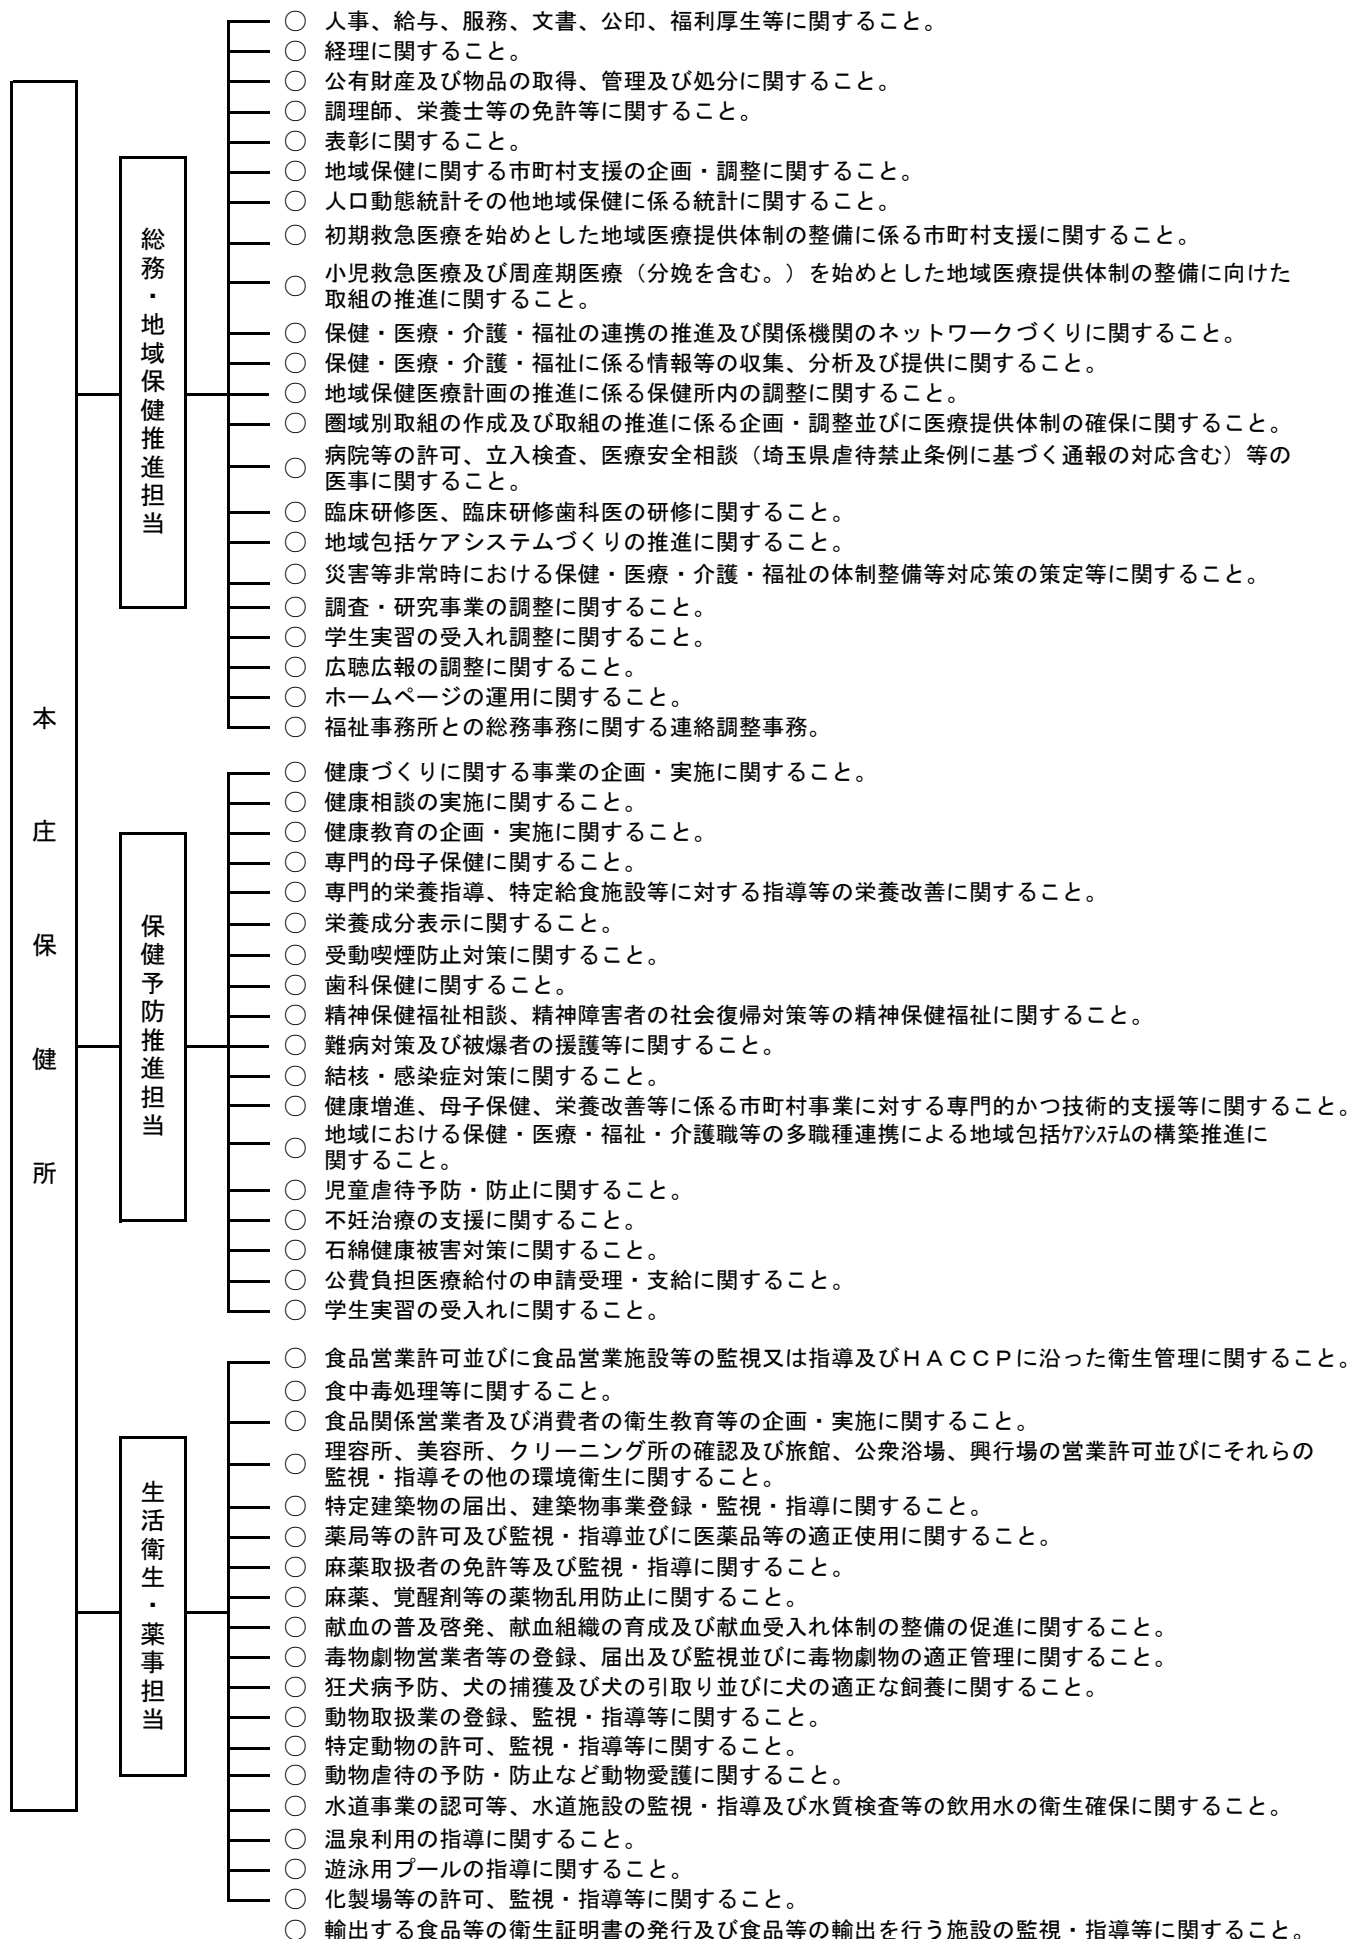 本庄保健所
総務・地域保健推進担当
○ 人事、給与、服務、文書、公印、福利厚生等に関すること。
○ 経理に関すること。
○ 公有財産及び物品の取得、管理及び処分に関すること。
○ 調理師、栄養士等の免許等に関すること。
○ 表彰に関すること。
○ 地域保健に関する市町村支援の企画・調整に関すること。
○ 人口動態統計その他地域保健に係る統計に関すること。
○ 初期救急医療を始めとした地域医療提供体制の整備に係る市町村支援に関すること。
○ 小児救急医療及び周産期医療（分娩を含む。）を始めとした地域医療提供体制の整備に向けた
取組の推進に関すること。
○ 保健・医療・介護・福祉の連携の推進及び関係機関のネットワークづくりに関すること。
○ 保健・医療・介護・福祉に係る情報等の収集、分析及び提供に関すること。
○ 地域保健医療計画の推進に係る保健所内の調整に関すること。
○ 圏域別取組の作成及び取組の推進に係る企画・調整並びに医療提供体制の確保に関すること。
○ 病院等の許可、立入検査、医療安全相談（埼玉県虐待禁止条例に基づく通報の対応含む）等の
医事に関すること。
○ 臨床研修医、臨床研修歯科医の研修に関すること。
○ 地域包括ケアシステムづくりの推進に関すること。
○ 災害等非常時における保健・医療・介護・福祉の体制整備等対応策の策定等に関すること。
○ 調査・研究事業の調整に関すること。
○ 学生実習の受入れ調整に関すること。
○ 広聴広報の調整に関すること。
○ ホームページの運用に関すること。
○ 福祉事務所との総務事務に関する連絡調整事務。
保健予防推進担当
○ 健康づくりに関する事業の企画・実施に関すること。
○ 健康相談の実施に関すること。
○ 健康教育の企画・実施に関すること。
○ 専門的母子保健に関すること。
○ 専門的栄養指導、特定給食施設等に対する指導等の栄養改善に関すること。
○ 栄養成分表示に関すること。
○ 受動喫煙防止対策に関すること。
○ 歯科保健に関すること。
○ 精神保健福祉相談、精神障害者の社会復帰対策等の精神保健福祉に関すること。
○ 難病対策及び被爆者の援護等に関すること。
○ 結核・感染症対策に関すること。
○ 健康増進、母子保健、栄養改善等に係る市町村事業に対する専門的かつ技術的支援等に関すること。
○ 地域における保健・医療・福祉・介護職等の多職種連携による地域包括ｹｱｼｽﾃﾑの構築推進に
関すること。
○ 児童虐待予防・防止に関すること。
○ 不妊治療の支援に関すること。
○ 石綿健康被害対策に関すること。
○ 公費負担医療給付の申請受理・支給に関すること。
○ 学生実習の受入れに関すること。
生活衛生・薬事担当
○ 食品営業許可並びに食品営業施設等の監視又は指導及びＨＡＣＣＰに沿った衛生管理に関すること。
○ 食中毒処理等に関すること。
○ 食品関係営業者及び消費者の衛生教育等の企画・実施に関すること。
○ 理容所、美容所、クリーニング所の確認及び旅館、公衆浴場、興行場の営業許可並びにそれらの
監視・指導その他の環境衛生に関すること。
○ 特定建築物の届出、建築物事業登録・監視・指導に関すること。
○ 薬局等の許可及び監視・指導並びに医薬品等の適正使用に関すること。
○ 麻薬取扱者の免許等及び監視・指導に関すること。
○ 麻薬、覚醒剤等の薬物乱用防止に関すること。
○ 献血の普及啓発、献血組織の育成及び献血受入れ体制の整備の促進に関すること。
○ 毒物劇物営業者等の登録、届出及び監視並びに毒物劇物の適正管理に関すること。
○ 狂犬病予防、犬の捕獲及び犬の引取り並びに犬の適正な飼養に関すること。
○ 動物取扱業の登録、監視・指導等に関すること。
○ 特定動物の許可、監視・指導等に関すること。
○ 動物虐待の予防・防止など動物愛護に関すること。
○ 水道事業の認可等、水道施設の監視・指導及び水質検査等の飲用水の衛生確保に関すること。
○ 温泉利用の指導に関すること。
○ 遊泳用プールの指導に関すること。
○ 化製場等の許可、監視・指導等に関すること。
○ 輸出する食品等の衛生証明書の発行及び食品等の輸出を行う施設の監視・指導等に関すること。